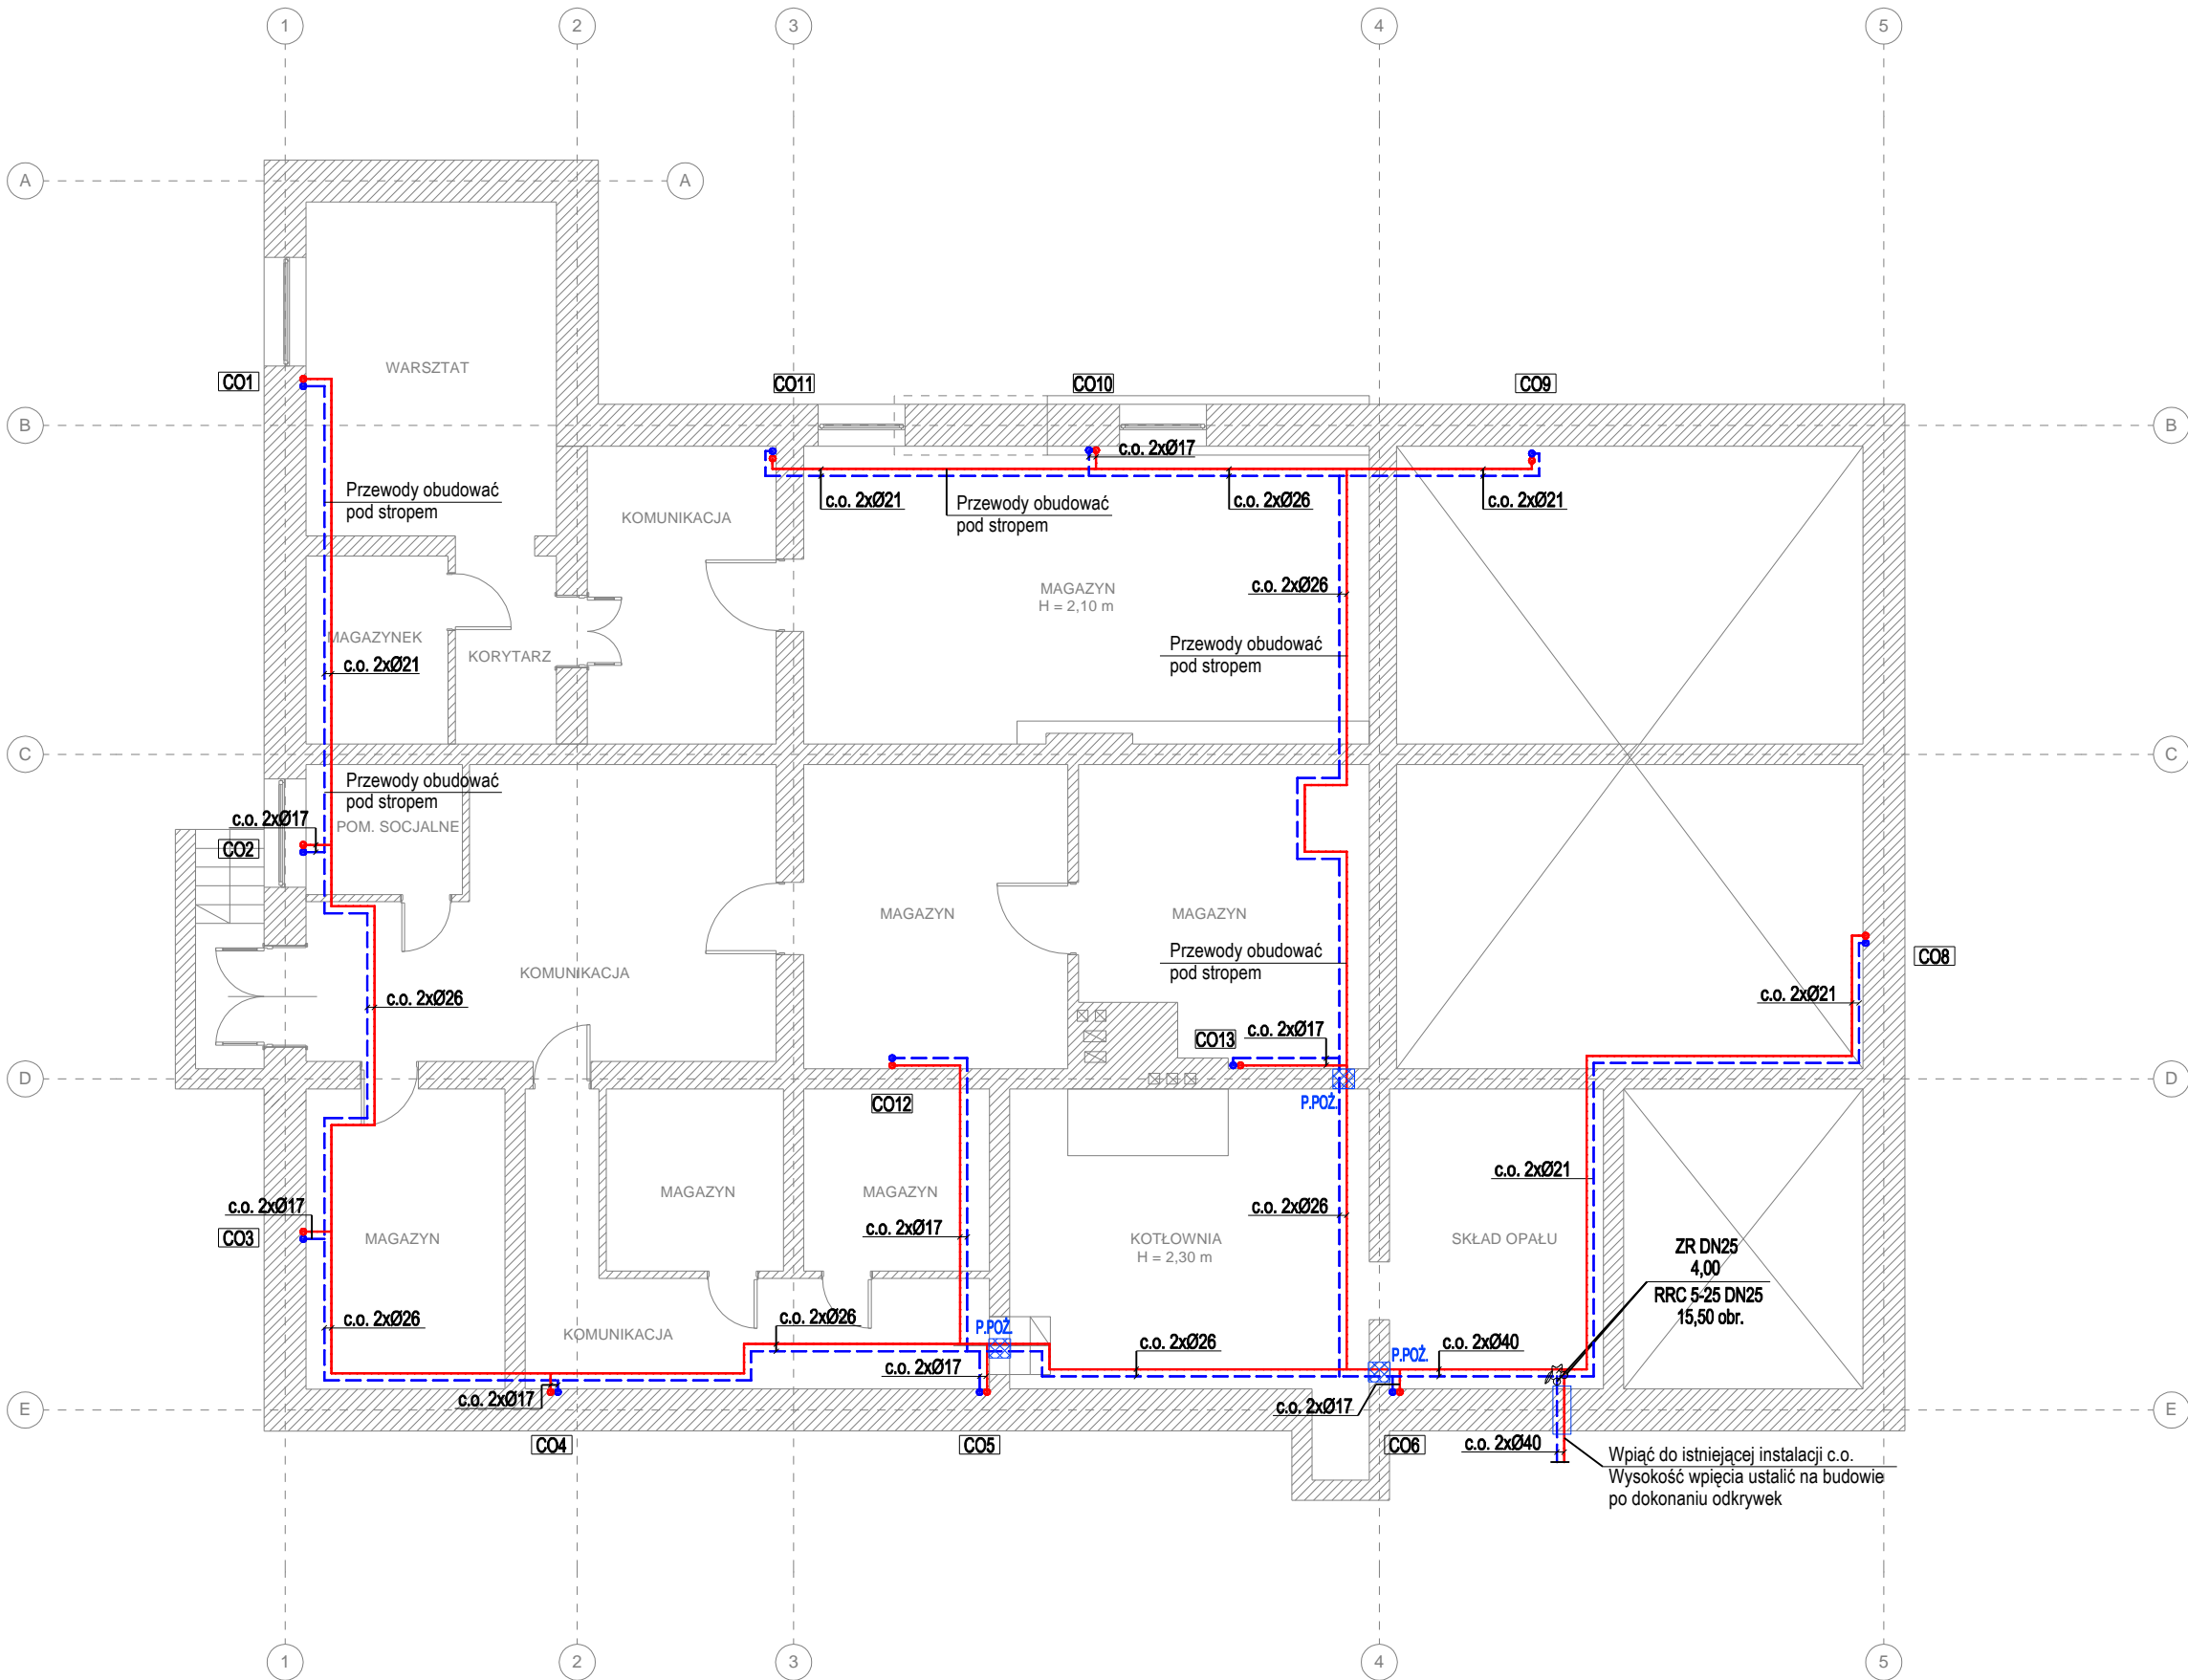 1
2
3
4
5
A
A
WARSZTAT
CO1
CO11
CO10
CO9
B
B
c.o. 2xØ17
Przewody obudować
pod stropem
c.o. 2xØ21
Przewody obudować
pod stropem
c.o. 2xØ26
c.o. 2xØ21
KOMUNIKACJA
MAGAZYN
H = 2,10 m
c.o. 2xØ26
MAGAZYNEK
KORYTARZ
c.o. 2xØ21
Przewody obudować
pod stropem
C
C
Przewody obudować
pod stropem
c.o. 2xØ17
POM. SOCJALNE
CO2
MAGAZYN
MAGAZYN
Przewody obudować
pod stropem
KOMUNIKACJA
CO8
c.o. 2xØ26
c.o. 2xØ21
CO13
c.o. 2xØ17
D
D
CO12
P.POŻ.
c.o. 2xØ21
MAGAZYN
MAGAZYN
c.o. 2xØ17
c.o. 2xØ17
c.o. 2xØ26
CO3
MAGAZYN
KOTŁOWNIA
H = 2,30 m
SKŁAD OPAŁU
ZR DN25
4,00
RRC 5-25 DN25
15,50 obr.
c.o. 2xØ26
KOMUNIKACJA
c.o. 2xØ26
P.POŻ.
c.o. 2xØ26
P.POŻ.
c.o. 2xØ40
c.o. 2xØ17
c.o. 2xØ17
c.o. 2xØ17
E
E
CO4
CO5
CO6
c.o. 2xØ40
Wpiąć do istniejącej instalacji c.o.
Wysokość wpięcia ustalić na budowie
po dokonaniu odkrywek
1
2
3
4
5